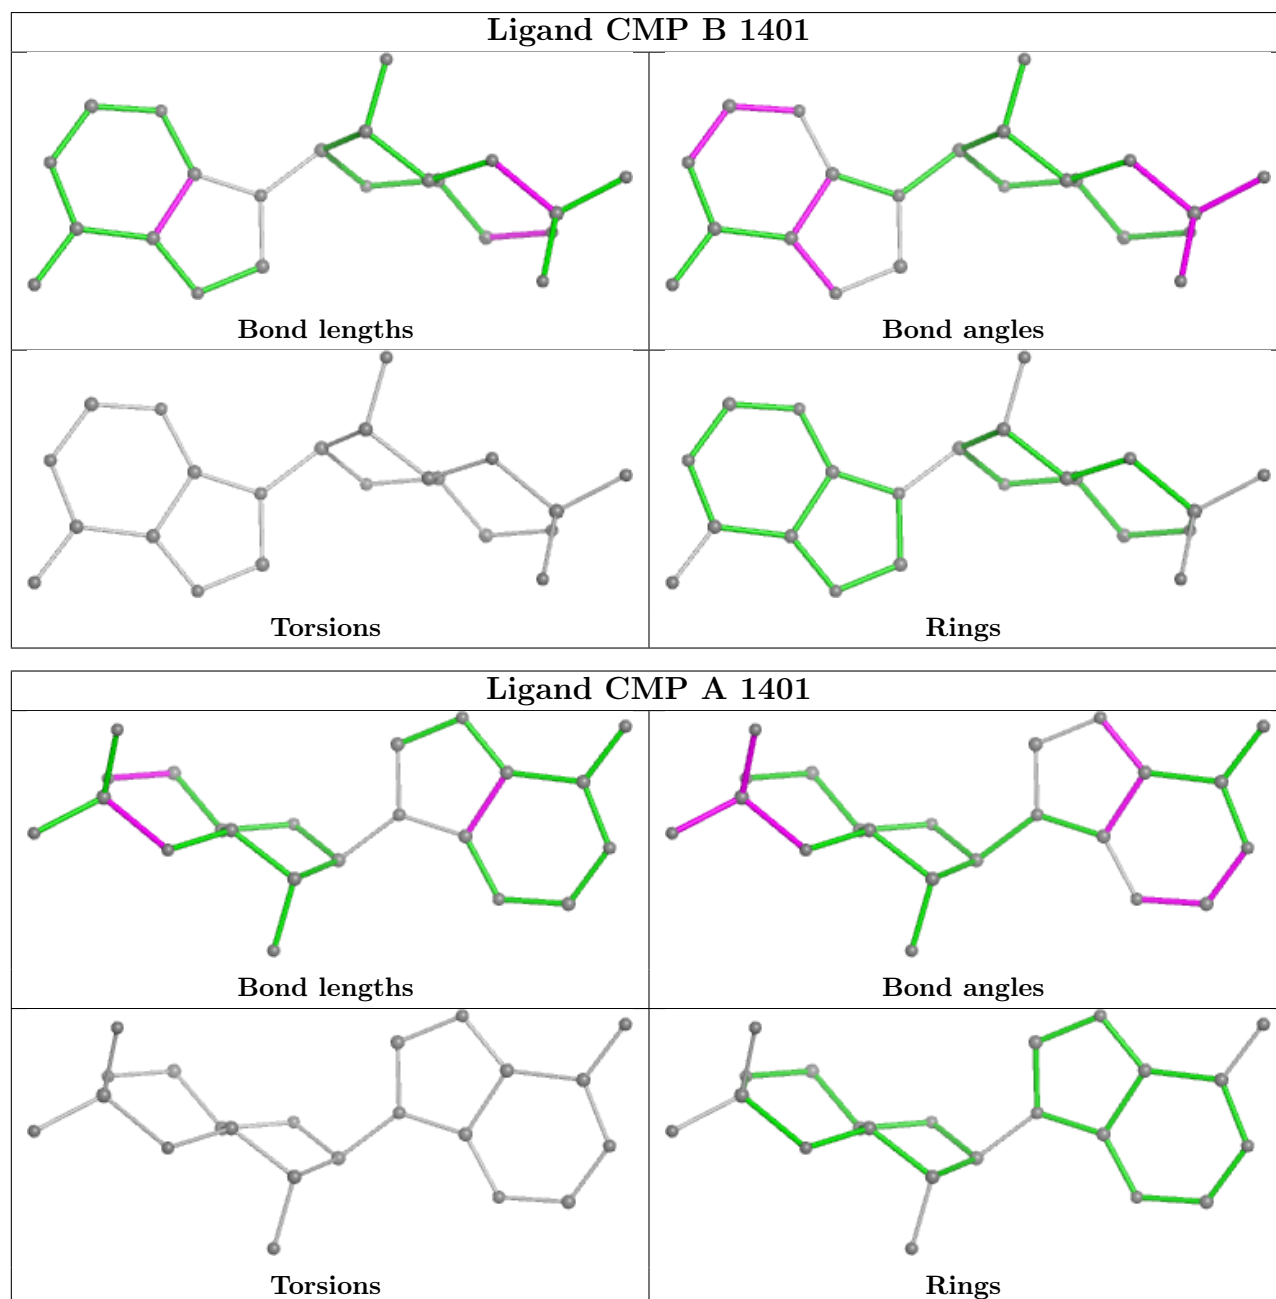 Ligand CMP B 1401
Bond lengths
Bond angles
Torsions
Rings
Ligand CMP A 1401
Bond lengths
Bond angles
Torsions
Rings